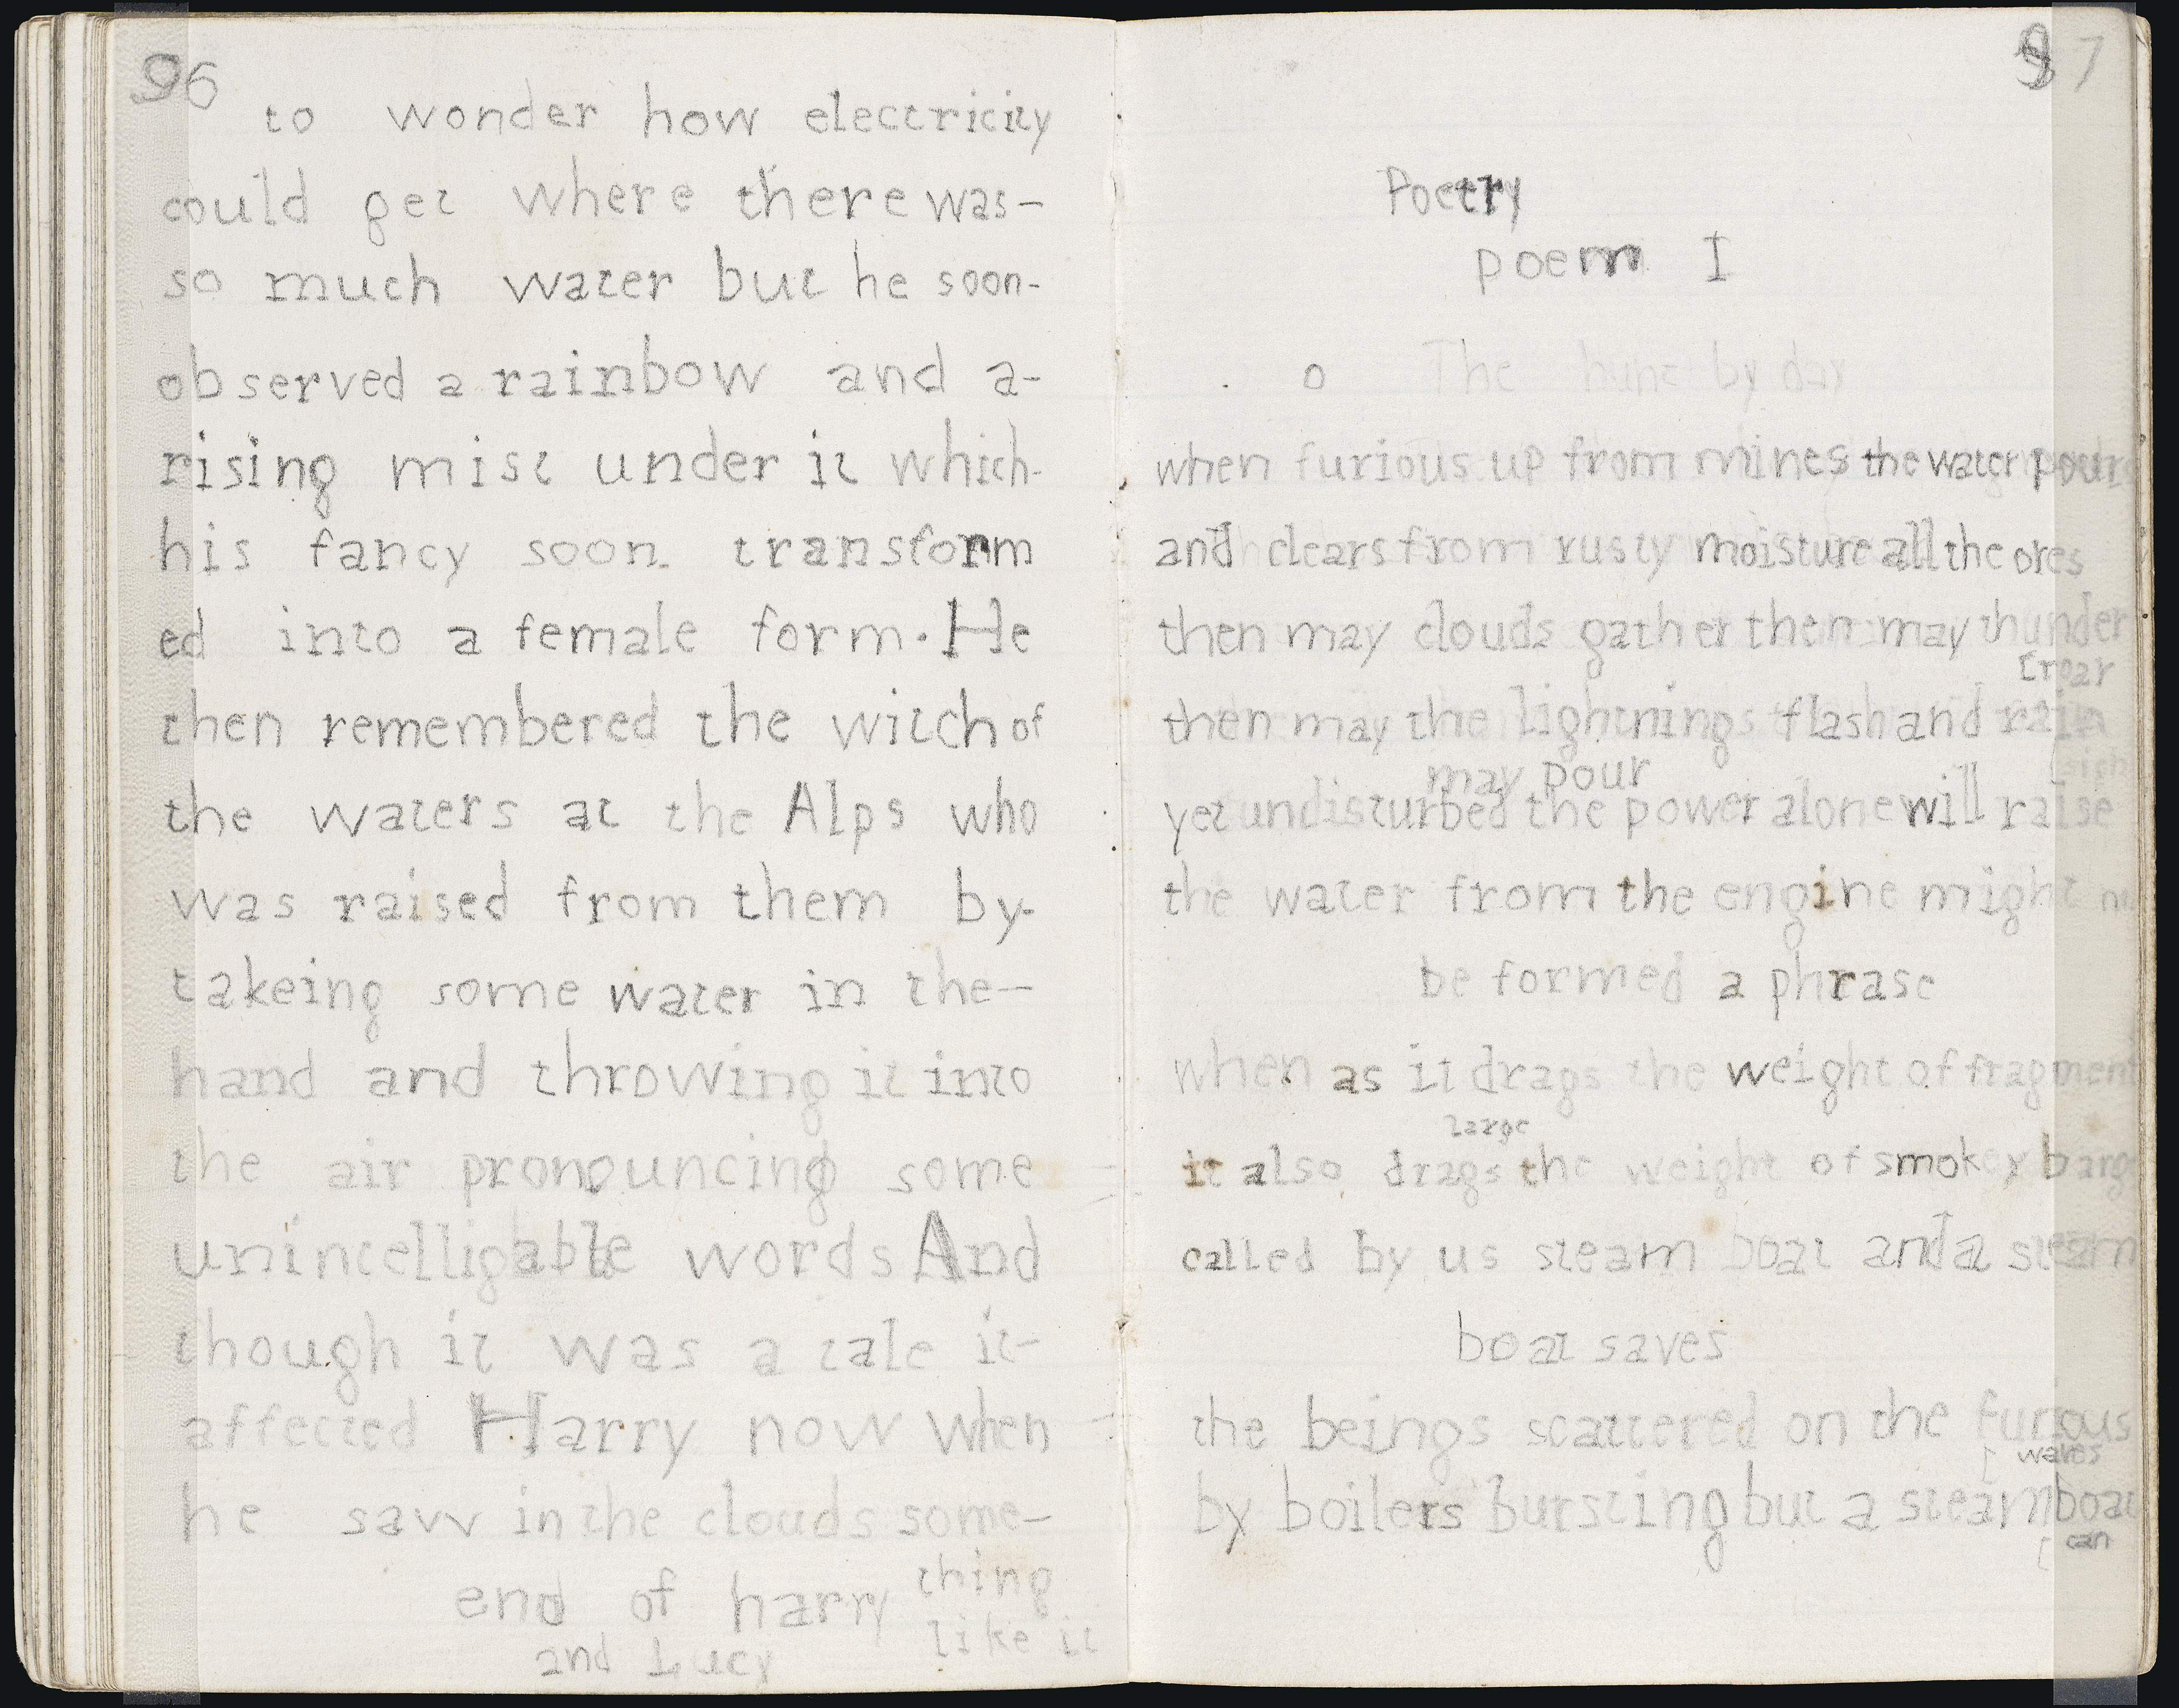 96
to wonder how electricity
could get where there was-
so much water but he soon-
observed a rainbow and a-
rising mist under it which-
his fancy soon transform
ed into a female form. He
then remembered the witch of
the waters at the Alps who
was raised from them by-
takeing some water in the-
hand and throwing it into
the air pronouncing some
unintelligable words And
though it was a tale it-
affected Harry now when
he saw in the clouds some-
thing
end of harry
like it
and Lucy
97
Poetry
poem I
o
when furious up from mines the water pours
and clears from rusty moisture all the ores
then may clouds gather then may thunder
[roar
then may the lightnings flash and rain
may pour
yet undisturbed the power alone will raise
the water from the engine might
be formed a phrase
when as it drags the weight of fragment
large
it also drags the weight of smokey barge
called by us steam boat and a steam
boat saves
the beings scattered on the furious
[waves
by boilers bursting but a steamboat
[can